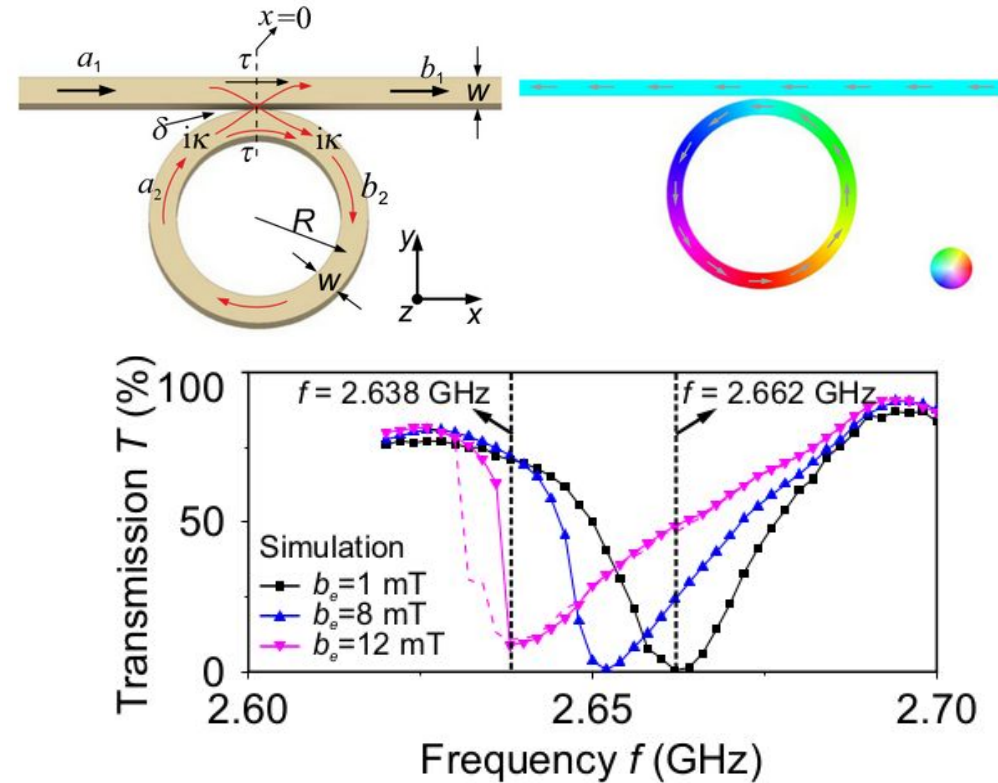 x=0
a₁
τ
b₁
w
δ
iκ
iκ
τ
a₂
b₂
R
w
y
z
x
Transmission T (%)
100
50
0
f = 2.638 GHz
f = 2.662 GHz
Simulation
bₑ=1 mT
bₑ=8 mT
bₑ=12 mT
2.60
2.65
2.70
Frequency f (GHz)